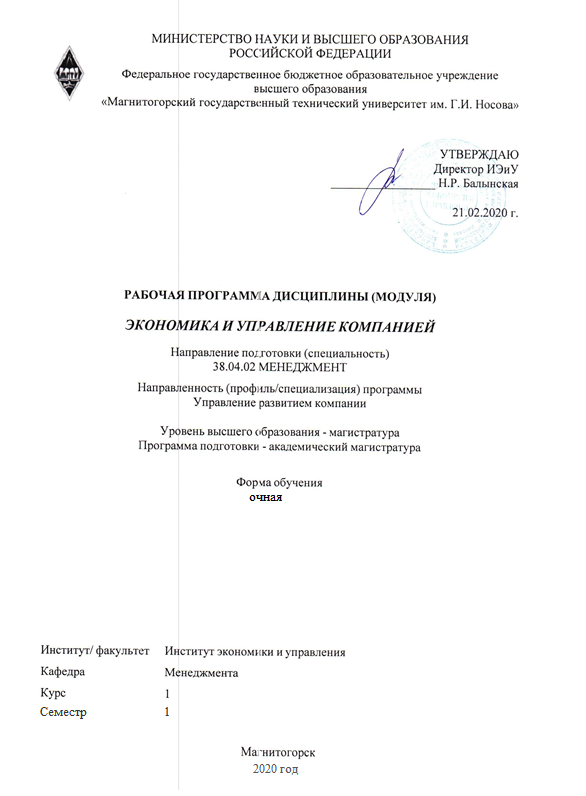 МИНИСТЕРСТВО НАУКИ И ВЫСШЕГО ОБРАЗОВАНИЯ
РОССИЙСКОЙ ФЕДЕРАЦИИ
Федеральное государственное бюджетное образовательное учреждение
высшего образования
«Магнитогорский государственный технический университет им. Г.И. Носова»
УТВЕРЖДАЮ
Директор ИЭиУ
Н.Р. Балынская
21.02.2020 г.
РАБОЧАЯ ПРОГРАММА ДИСЦИПЛИНЫ (МОДУЛЯ)
ЭКОНОМИКА И УПРАВЛЕНИЕ КОМПАНИЕЙ
Направление подготовки (специальность)
38.04.02 МЕНЕДЖМЕНТ
Направленность (профиль/специализация) программы
Управление развитием компании
Уровень высшего образования - магистратура
Программа подготовки - академический магистратура
Форма обучения
очная
Институт/ факультет Институт экономики и управления
Кафедра Менеджмента
Курс 1
Семестр 1
Магнитогорск
2020 год